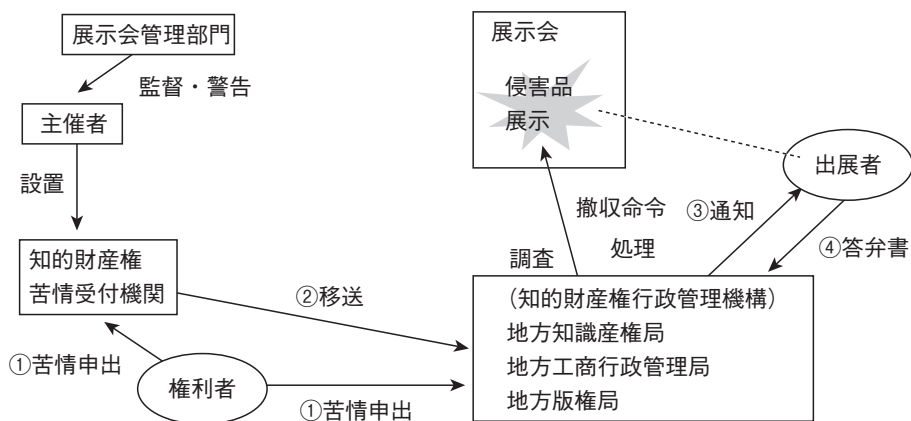 展示会管理部門
監督・警告
主催者
設置
知的財産権
苦情受付機関
①苦情申出
権利者
①苦情申出
②移送
展示会
侵害品
展示
出展者
撤収命令
処理
調査
③通知
④答弁書
（知的財産権行政管理機構）
地方知識産権局
地方工商行政管理局
地方版権局